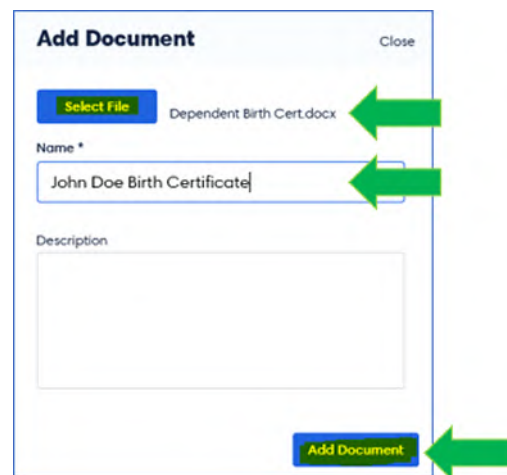 Add Document
Close
Select File
Dependent Birth Cert.docx
Name *
John Doe Birth Certificate
Description
Add Document